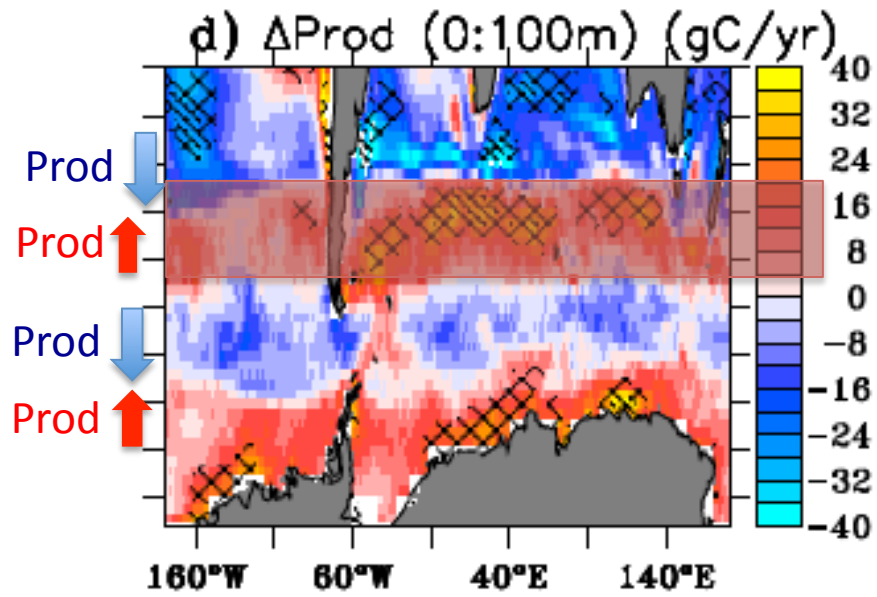 d) ΔProd (0:100m) (gC/yr)
Prod
Prod
Prod
Prod
40
32
24
16
8
0
-8
-16
-24
-32
-40
160°W 60°W 40°E 140°E